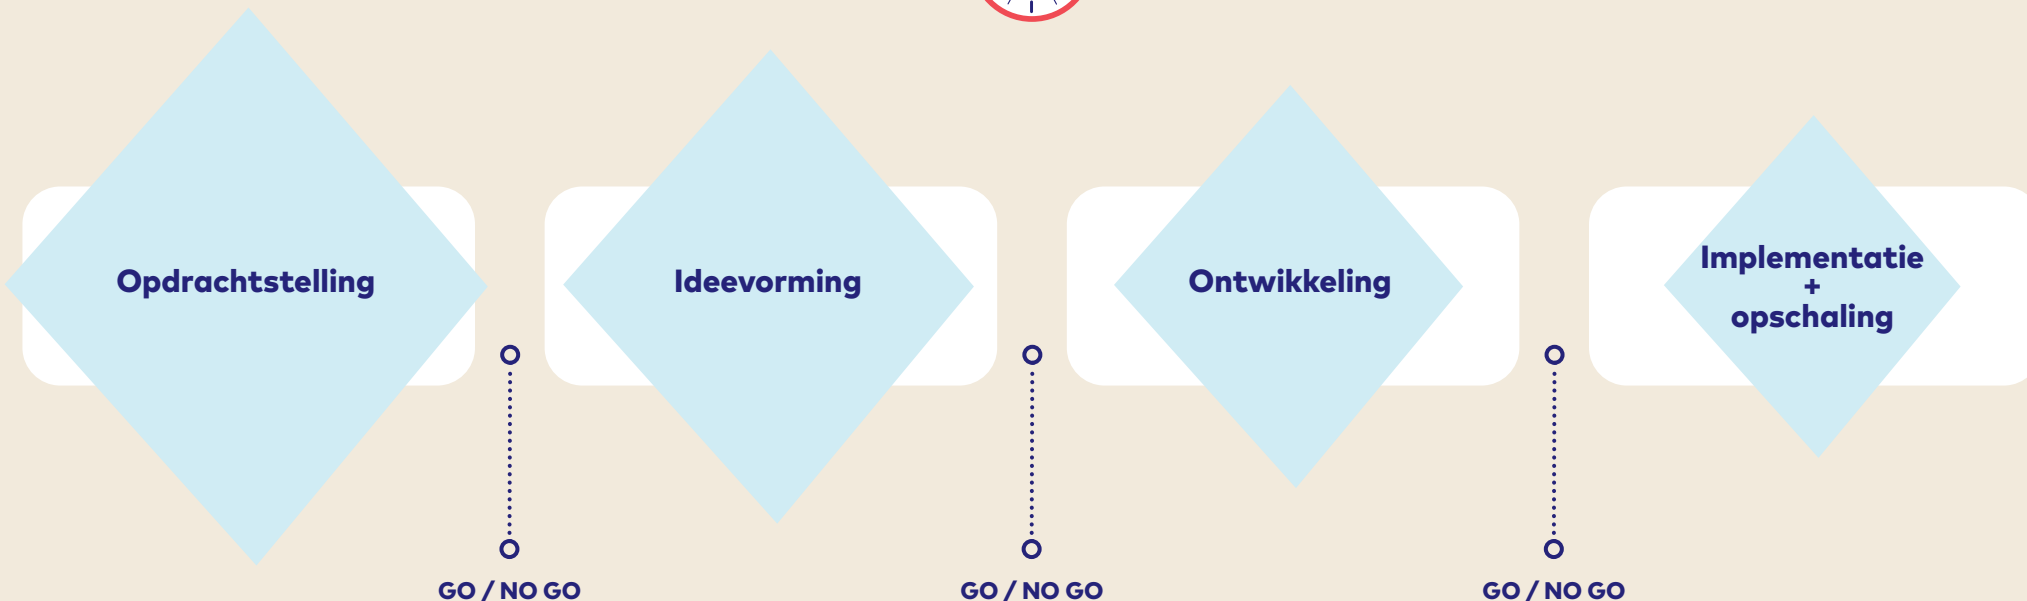 Opdrachtstelling
Ideevorming
Ontwikkeling
Implementatie
+
opschaling
GO / NO GO
GO / NO GO
GO / NO GO